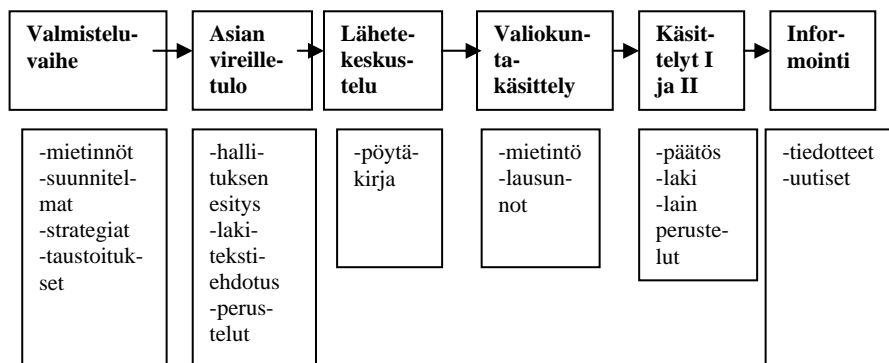 Valmistelu-
vaihe
Asian
vireille-
tulo
Lähete-
keskus-
telu
Valiokun-
ta-
käsittely
Käsit-
telyt I
ja II
Infor-
mointi
-mietinnöt
-suunnitel-
mat
-strategiat
-taustoituk-
set
-halli-
tuksen
esitys
-laki-
teksti-
ehdotus
-perus-
telut
-pöytä-
kirja
-mietintö
-lausun-
not
-päätös
-laki
-lain
peruste-
lut
-tiedotteet
-uutiset